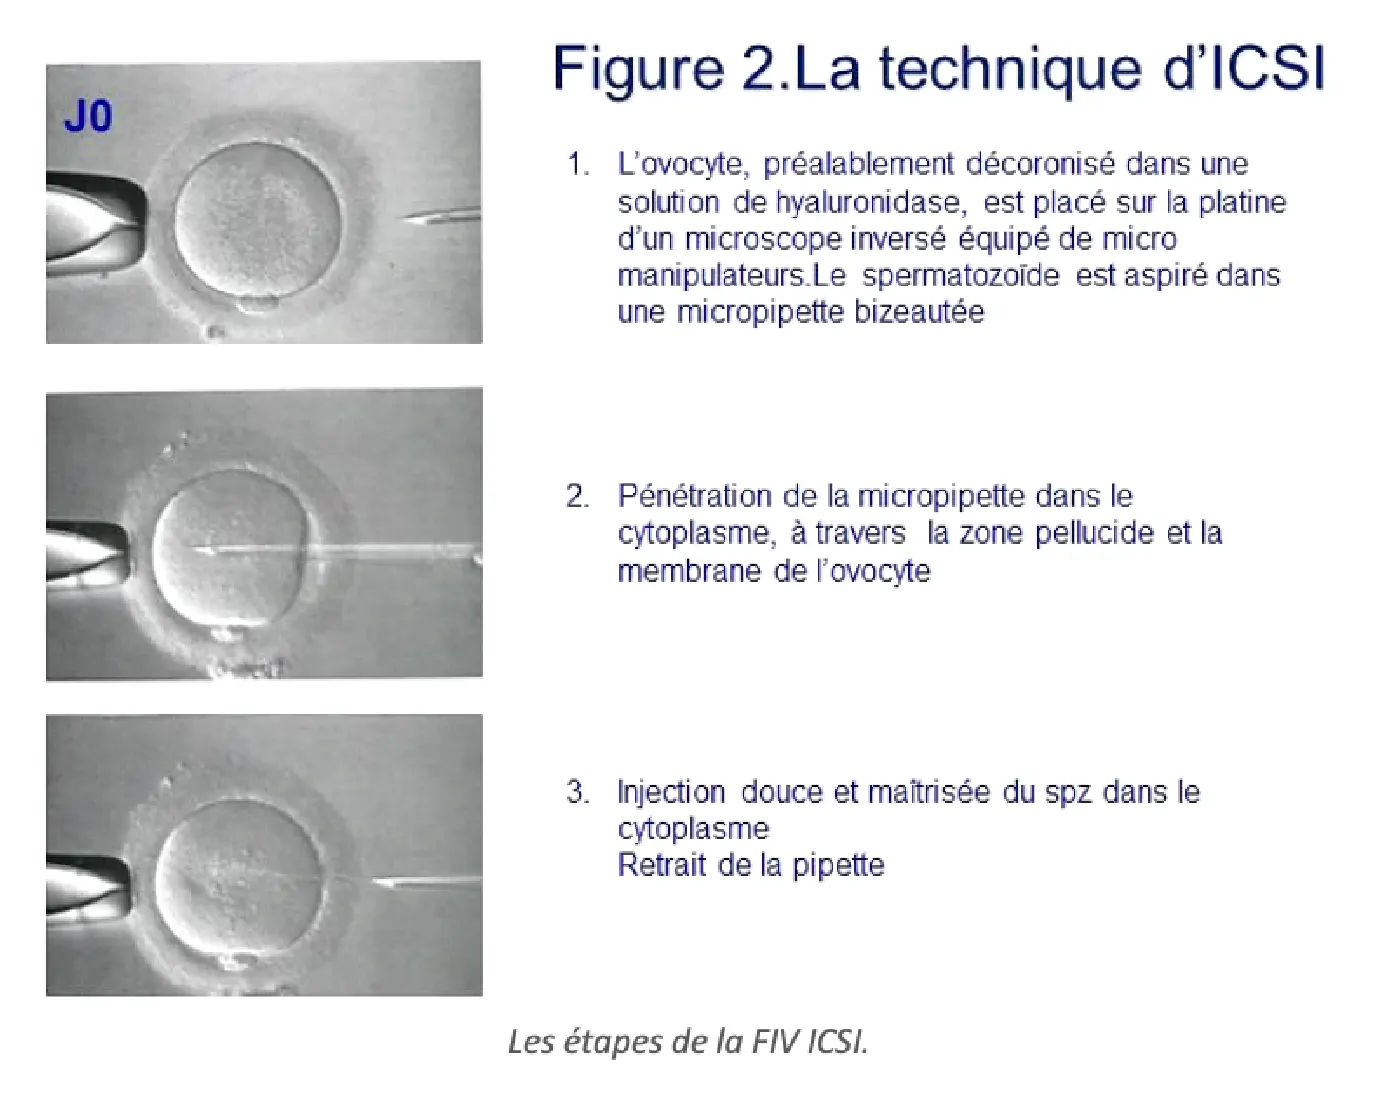 Figure 2.La technique d'ICSI
J0
1. L'ovocyte, préalablement décoronisé dans une
solution de hyaluronidase, est placé sur la platine
d'un microscope inversé équipé de micro
manipulateurs.Le spermatozoïde est aspiré dans
une micropipette bizeautée
2. Pénétration de la micropipette dans le
cytoplasme, à travers la zone pellucide et la
membrane de l'ovocyte
3. Injection douce et maîtrisée du spz dans le
cytoplasme
Retrait de la pipette
Les étapes de la FIV ICSI.